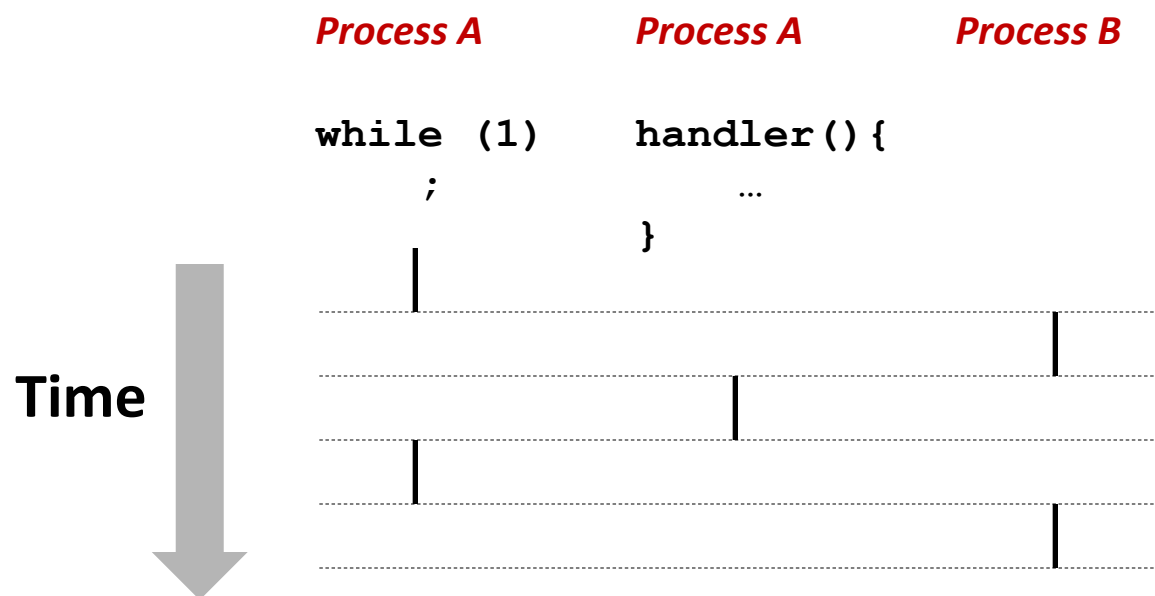 Process A Process A Process B
while (1) handler(){
; …
}
Time